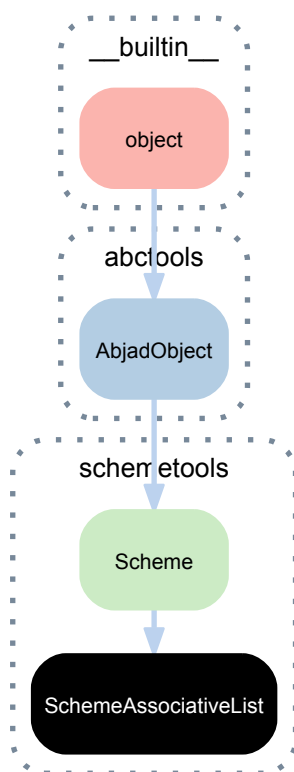 __builtin__
object
abctools
AbjadObject
schemetools
Scheme
SchemeAssociativeList